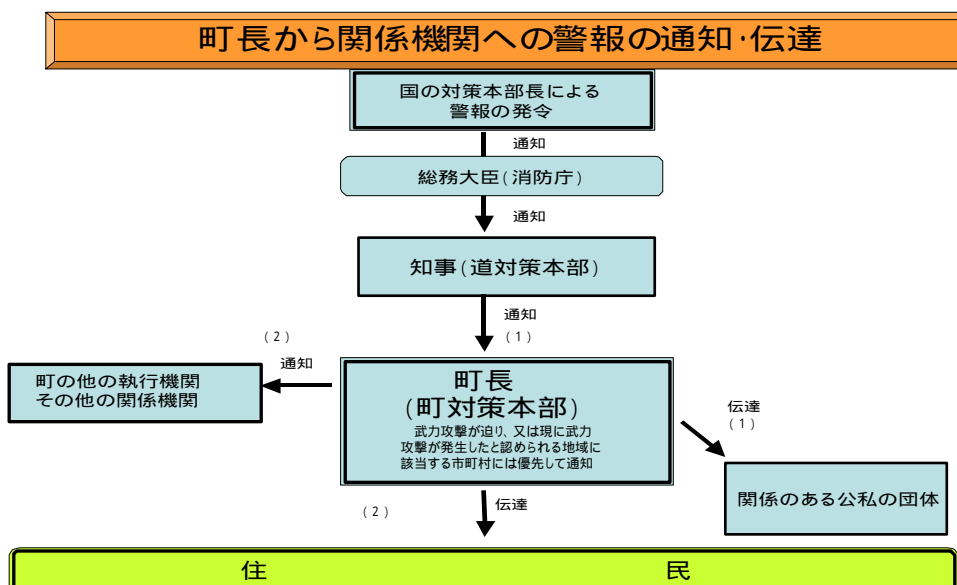 町長から関係機関への警報の通知・伝達
国の対策本部長による
警報の発令
通知
総務大臣(消防庁)
通知
知事(道対策本部)
通知
(1)
(2)
通知
町の他の執行機関
その他の関係機関
町長
(町対策本部)
武力攻撃が迫り、又は現に武力
攻撃が発生したと認められる地域に
該当する市町村には優先して通知
伝達
(1)
関係のある公私の団体
(2)
伝達
住 民